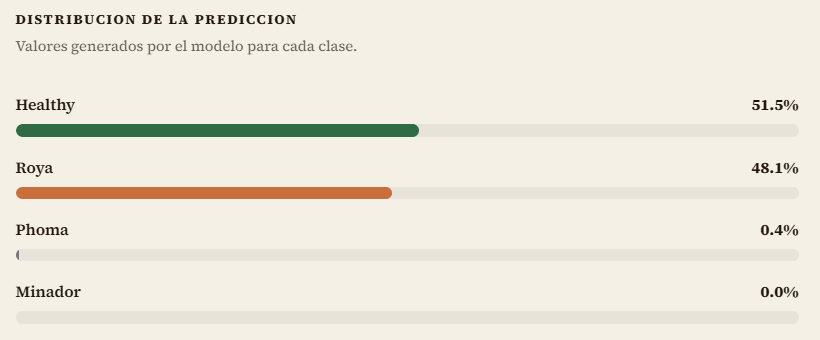 DISTRIBUCION DE LA PREDICCION
Valores generados por el modelo para cada clase.
Healthy 51.5%
Roya 48.1%
Phoma 0.4%
Minador 0.0%